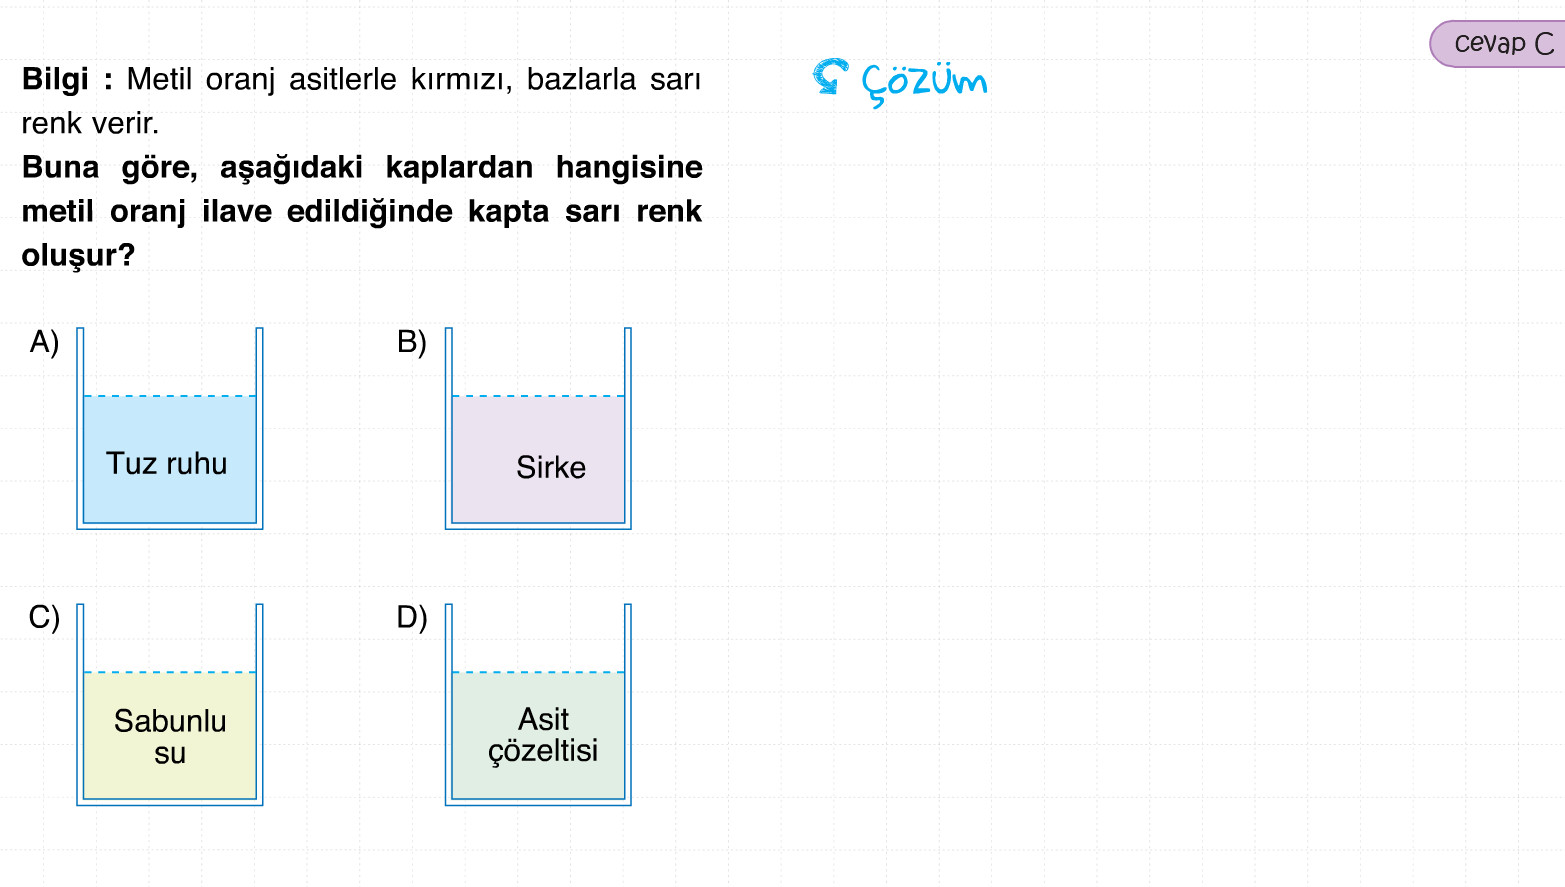 cevap C
Bilgi : Metil oranj asitlerle kırmızı, bazlarla sarı
renk verir.
Buna göre, aşağıdaki kaplardan hangisine
metil oranj ilave edildiğinde kapta sarı renk
oluşur?
Çözüm
A)
Tuz ruhu
B)
Sirke
C)
Sabunlu
su
D)
Asit
çözeltisi